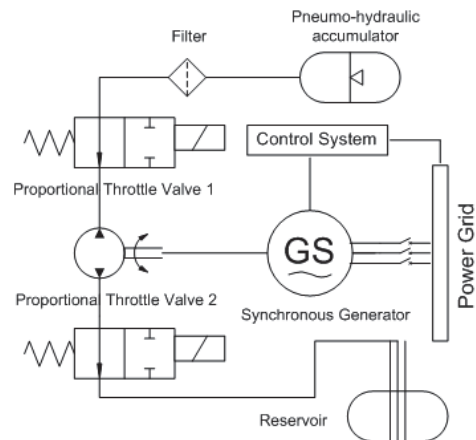 Pneumo-hydraulic
accumulator
Filter
Control System
Proportional Throttle Valve 1
Power Grid
GS
Proportional Throttle Valve 2
Synchronous Generator
Reservoir